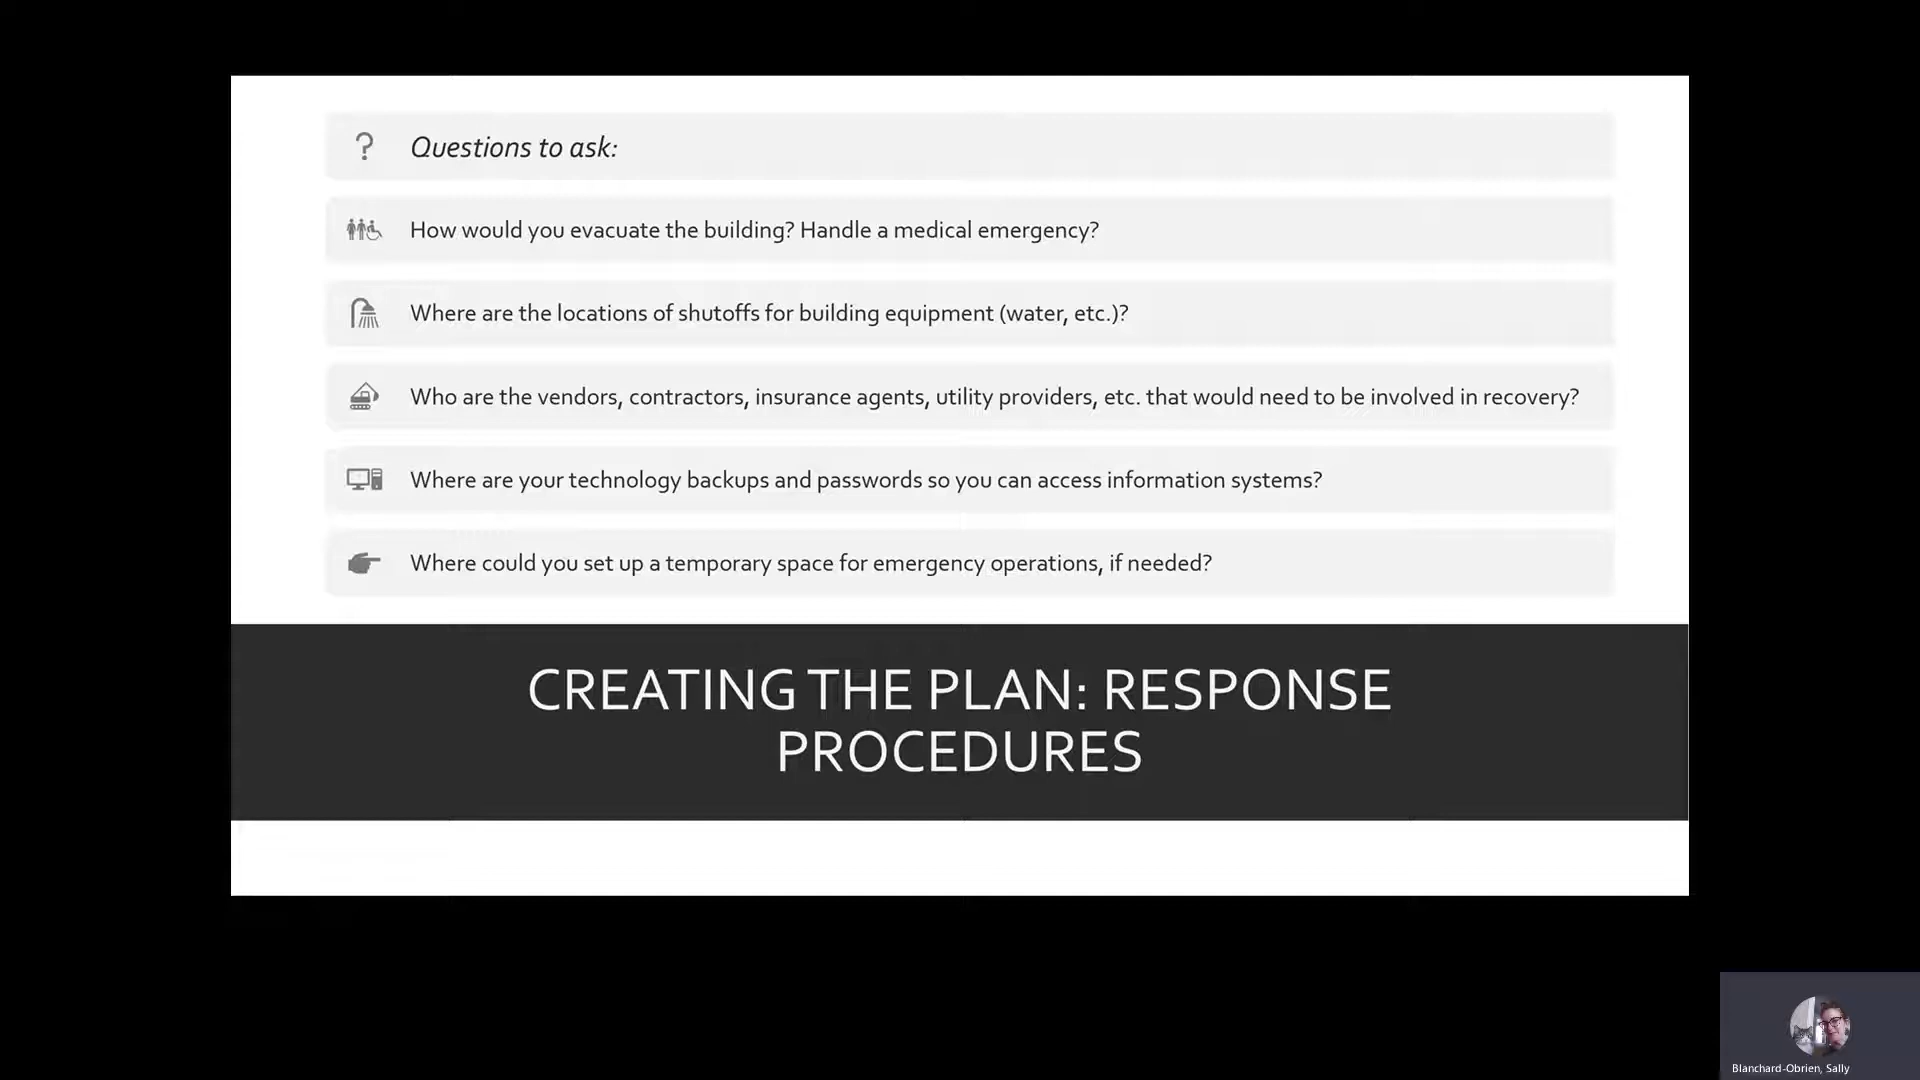 ?
Questions to ask:
How would you evacuate the building? Handle a medical emergency?
Where are the locations of shutoffs for building equipment (water, etc.)?
Who are the vendors, contractors, insurance agents, utility providers, etc. that would need to be involved in recovery?
Where are your technology backups and passwords so you can access information systems?
Where could you set up a temporary space for emergency operations, if needed?
CREATING THE PLAN: RESPONSE
PROCEDURES
Blanchard-Obrien, Sally